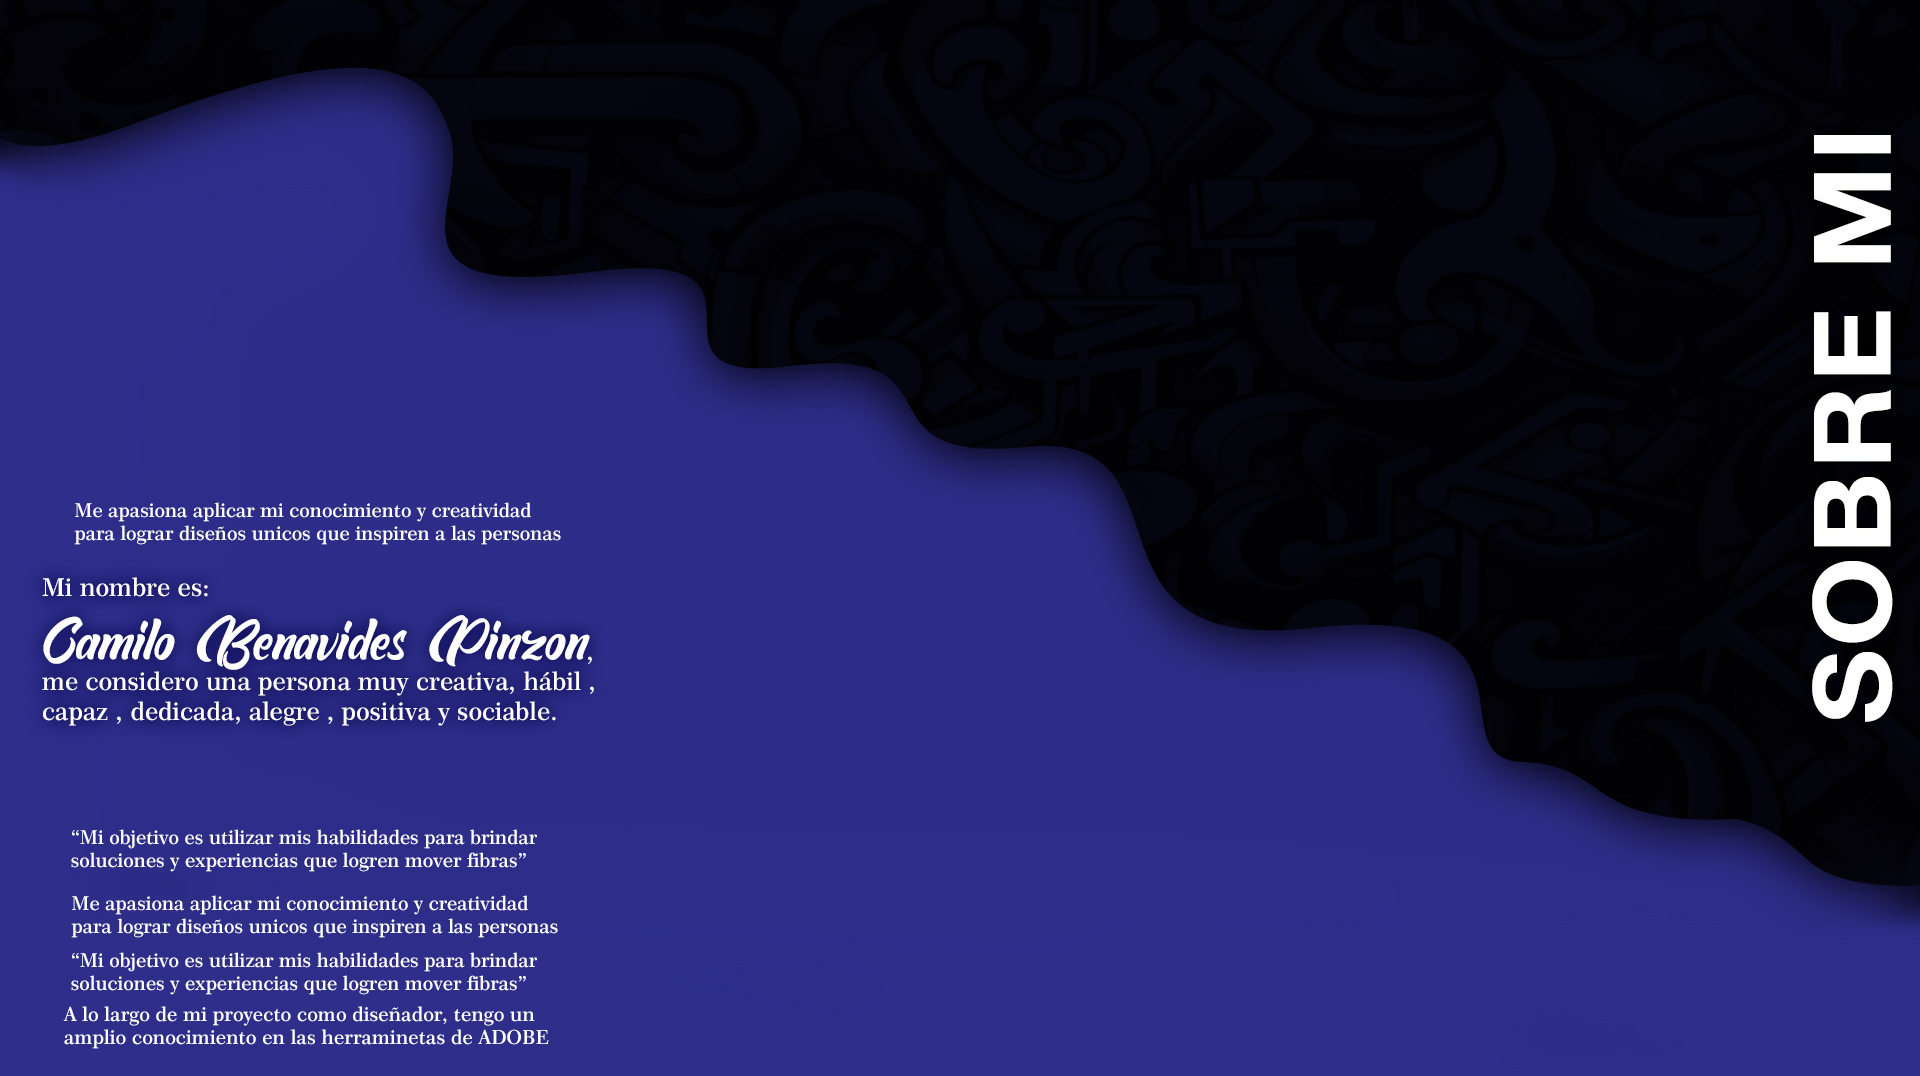 SOBRE MI
Me apasiona aplicar mi conocimiento y creatividad
para lograr diseños unicos que inspiren a las personas
Mi nombre es:
Camilo Benavides Pinzon,
me considero una persona muy creativa, hábil ,
capaz , dedicada, alegre , positiva y sociable.
“Mi objetivo es utilizar mis habilidades para brindar
soluciones y experiencias que logren mover fibras”
Me apasiona aplicar mi conocimiento y creatividad
para lograr diseños unicos que inspiren a las personas
“Mi objetivo es utilizar mis habilidades para brindar
soluciones y experiencias que logren mover fibras”
A lo largo de mi proyecto como diseñador, tengo un
amplio conocimiento en las herraminetas de ADOBE